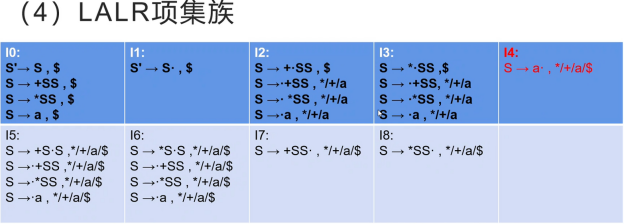 （4）LALR项集族
I0:
S'→ S , $
S → +SS , $
S → *SS , $
S → a , $
I1:
S' → S· , $
I2:
S → +·SS , $
S →·+SS , */+/a
S →· *SS , */+/a
S →·a , */+/a
I3:
S → *·SS ,$
S → ·+SS, */+/a
S → ·*SS , */+/a
S → ·a , */+/a
I4:
S → a· , */+/a/$
I5:
S → +S·S ,*/+/a/$
S →·+SS ,*/+/a/$
S →·*SS ,*/+/a/$
S →·a , */+/a/$
I6:
S → *S·S ,*/+/a/$
S →·+SS , */+/a/$
S →·*SS , */+/a/$
S →·a , */+/a/$
I7:
S → +SS· , */+/a/$
I8:
S → *SS· , */+/a/$